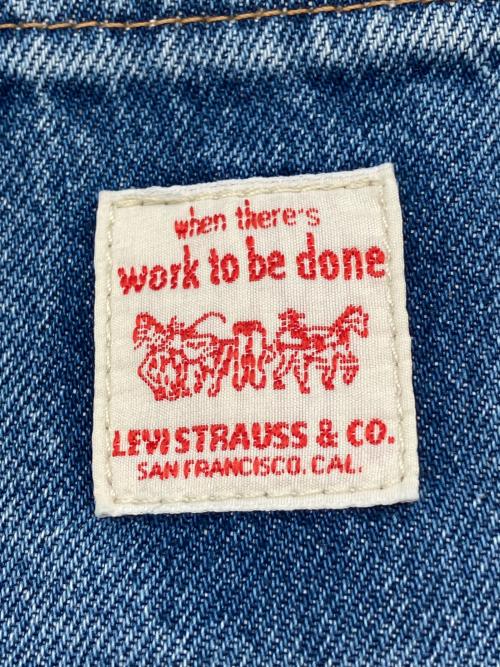 when there's
work to be done
LEVI STRAUSS & CO.
SAN FRANCISCO. CAL.